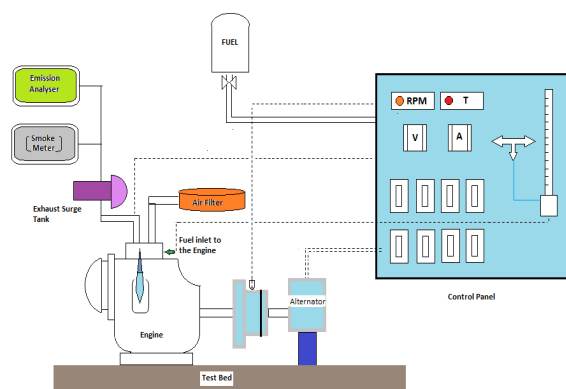 FUEL
Emission
Analyser
RPM
T
Smoke
Meter
V
A
Exhaust Surge
Tank
Air Filter
Fuel inlet to
the Engine
Alternator
Control Panel
Engine
Test Bed